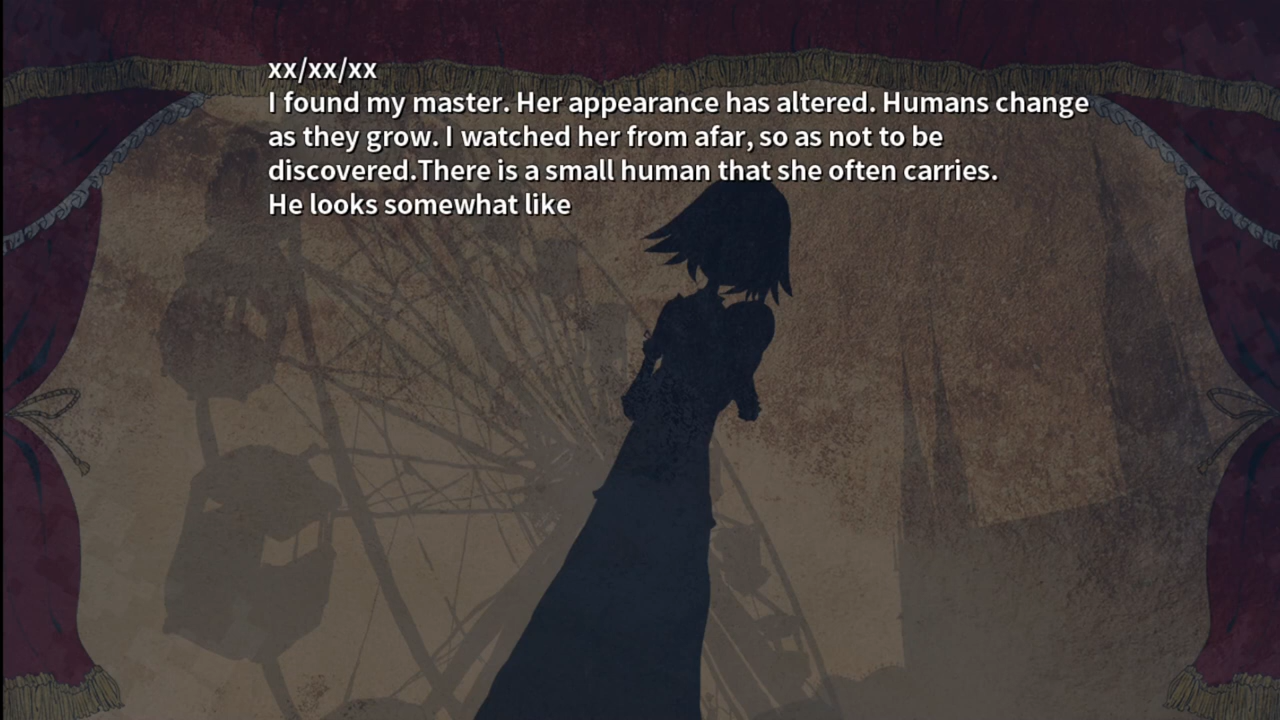 xx/xx/xx
I found my master. Her appearance has altered. Humans change
as they grow. I watched her from afar, so as not to be
discovered.There is a small human that she often carries.
He looks somewhat like